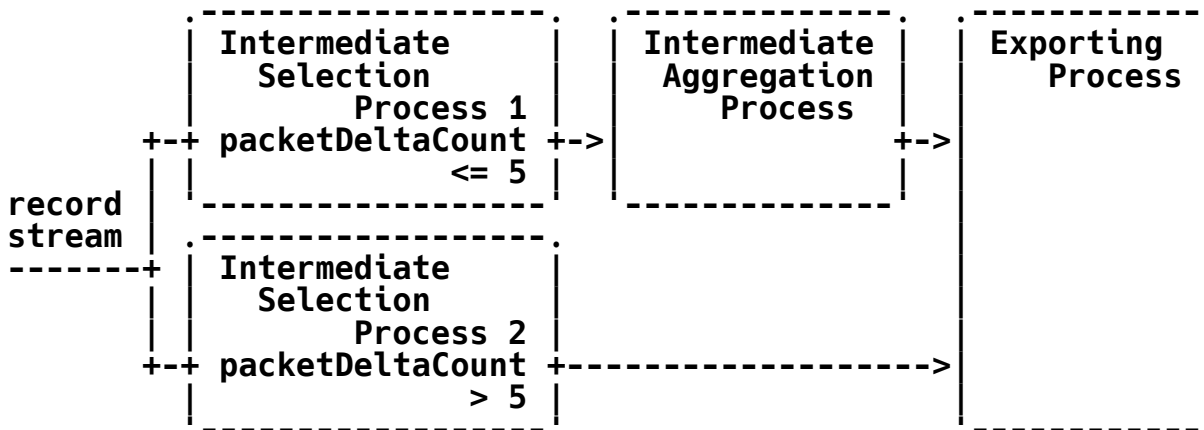 .------------------. .--------------. .------------
| Intermediate     | | Intermediate |  | Exporting
|   Selection      | |  Aggregation |  |    Process
|        Process 1 | |     Process  |  |
+-+ packetDeltaCount +->|              +->|
| |             <= 5 | |              |  |
record | '------------------' '--------------' |
stream | .------------------. |
-------+ | Intermediate     | |
| |   Selection      | |
| |        Process 2 | |
+-+ packetDeltaCount +------------------->|
|              > 5 | |
'------------------' '------------